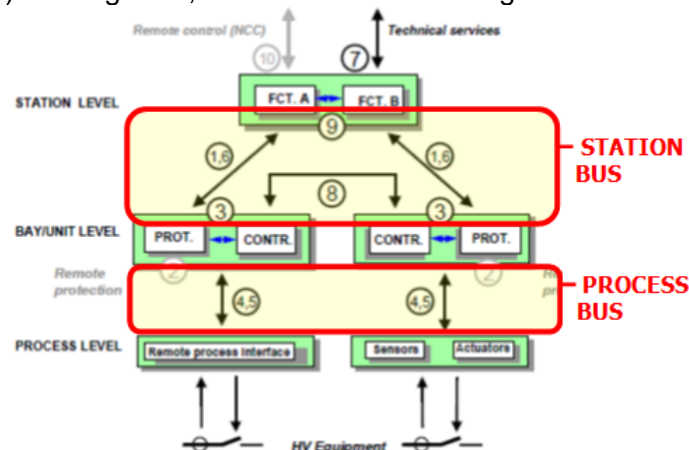 Remote control (NCC)
Technical services
10
7
FCT. A
FCT. B
STATION LEVEL
9
1,6
1,6
STATION
BUS
8
3
3
BAY/UNIT LEVEL
PROT.
CONTR.
CONTR.
PROT.
2
2
Remote
protection
4,5
4,5
PROCESS
BUS
PROCESS LEVEL
Remote process Interface
Sensors
Actuators
HV Equipment